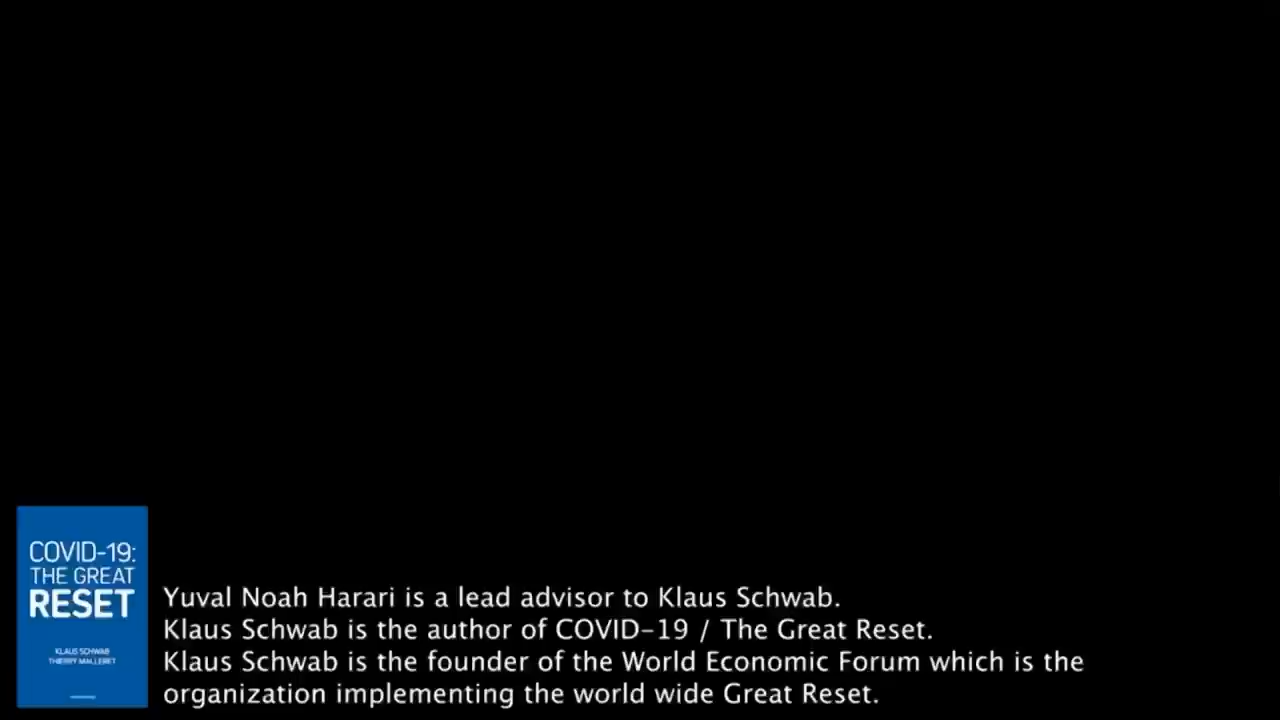 COVID-19:
THE GREAT
RESET
KLAUS SCHWAB
THIERRY MALLERET
Yuval Noah Harari is a lead advisor to Klaus Schwab.
Klaus Schwab is the author of COVID-19 / The Great Reset.
Klaus Schwab is the founder of the World Economic Forum which is the
organization implementing the world wide Great Reset.